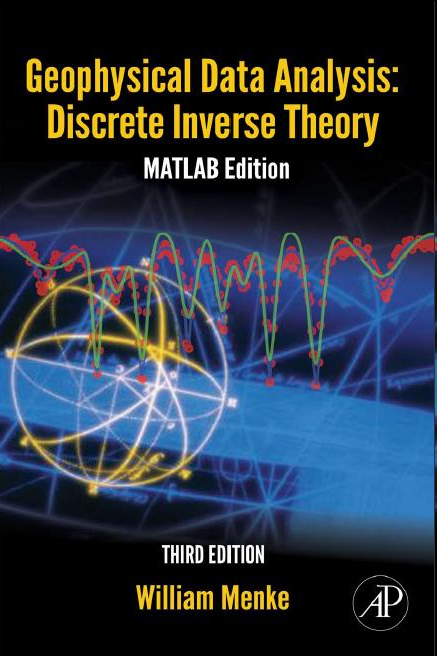 Geophysical Data Analysis:
Discrete Inverse Theory
MATLAB Edition
THIRD EDITION
William Menke
AP